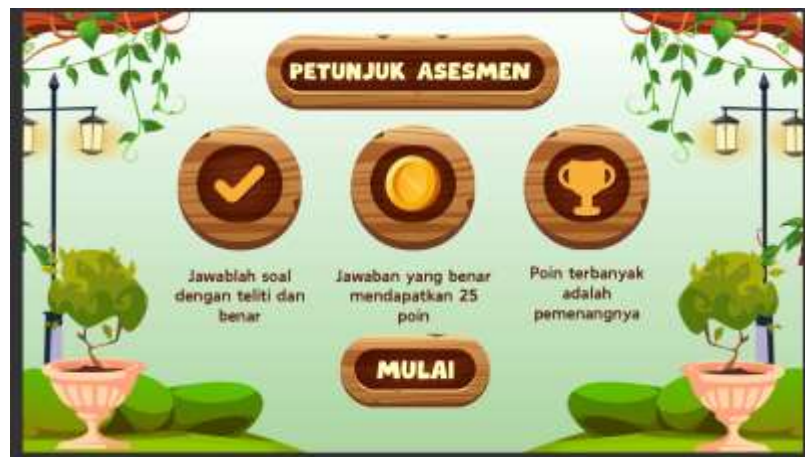 PETUNJUK ASESMEN
Jawablah soal
dengan teliti dan
benar
Jawaban yang benar
mendapatkan 25
poin
Poin terbanyak
adalah
pemenangnya
MULAI